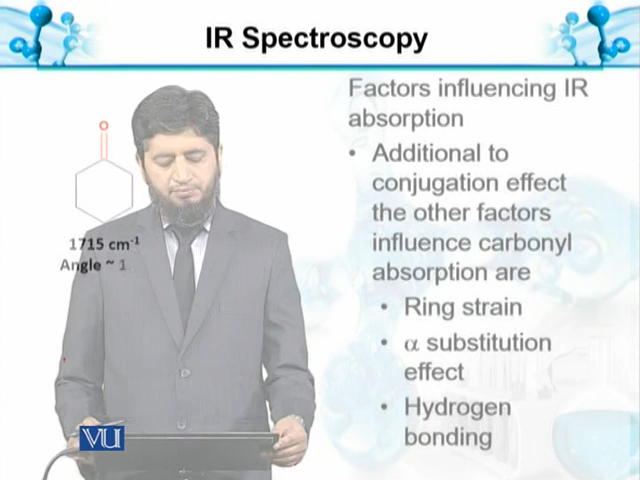 IR Spectroscopy
Factors influencing IR
absorption
• Additional to
conjugation effect
the other factors
influence carbonyl
absorption are
• Ring strain
• α substitution
effect
• Hydrogen
bonding
O
1715 cm-1
Angle ~ 1
VU